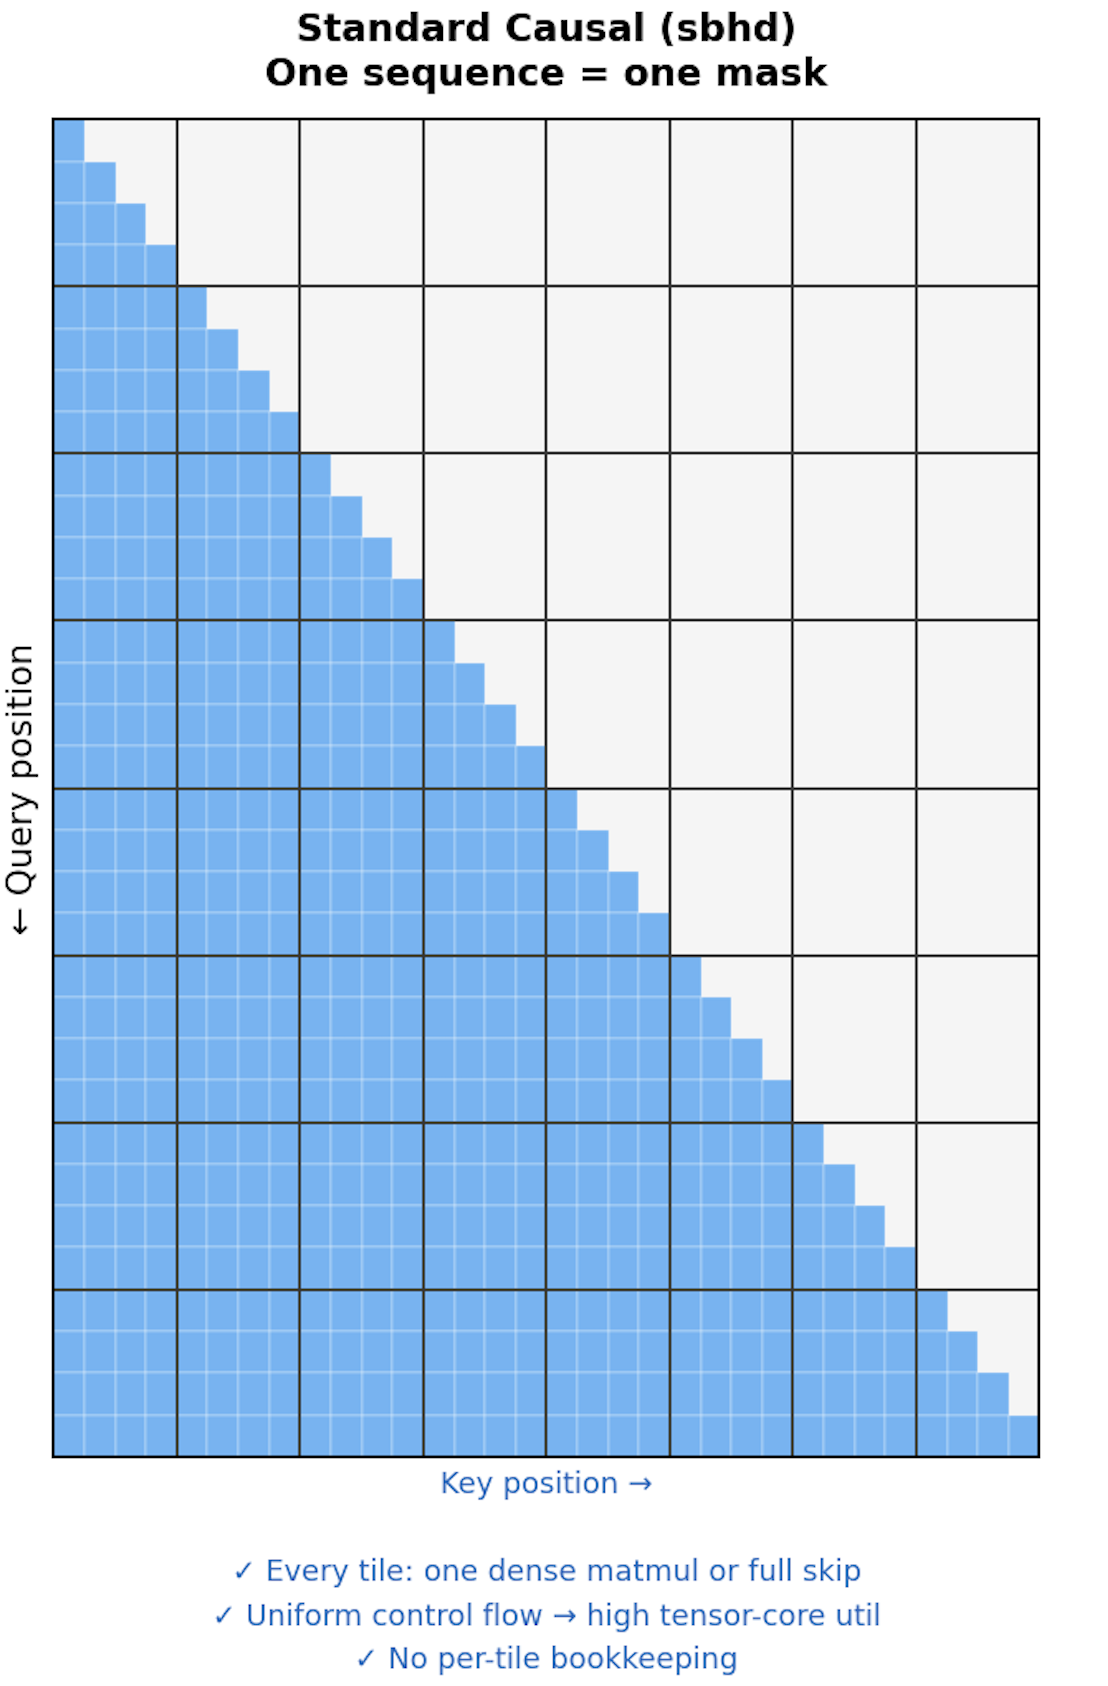 Standard Causal (sbhd)
One sequence = one mask
← Query position
Key position →
✓ Every tile: one dense matmul or full skip
✓ Uniform control flow → high tensor-core util
✓ No per-tile bookkeeping